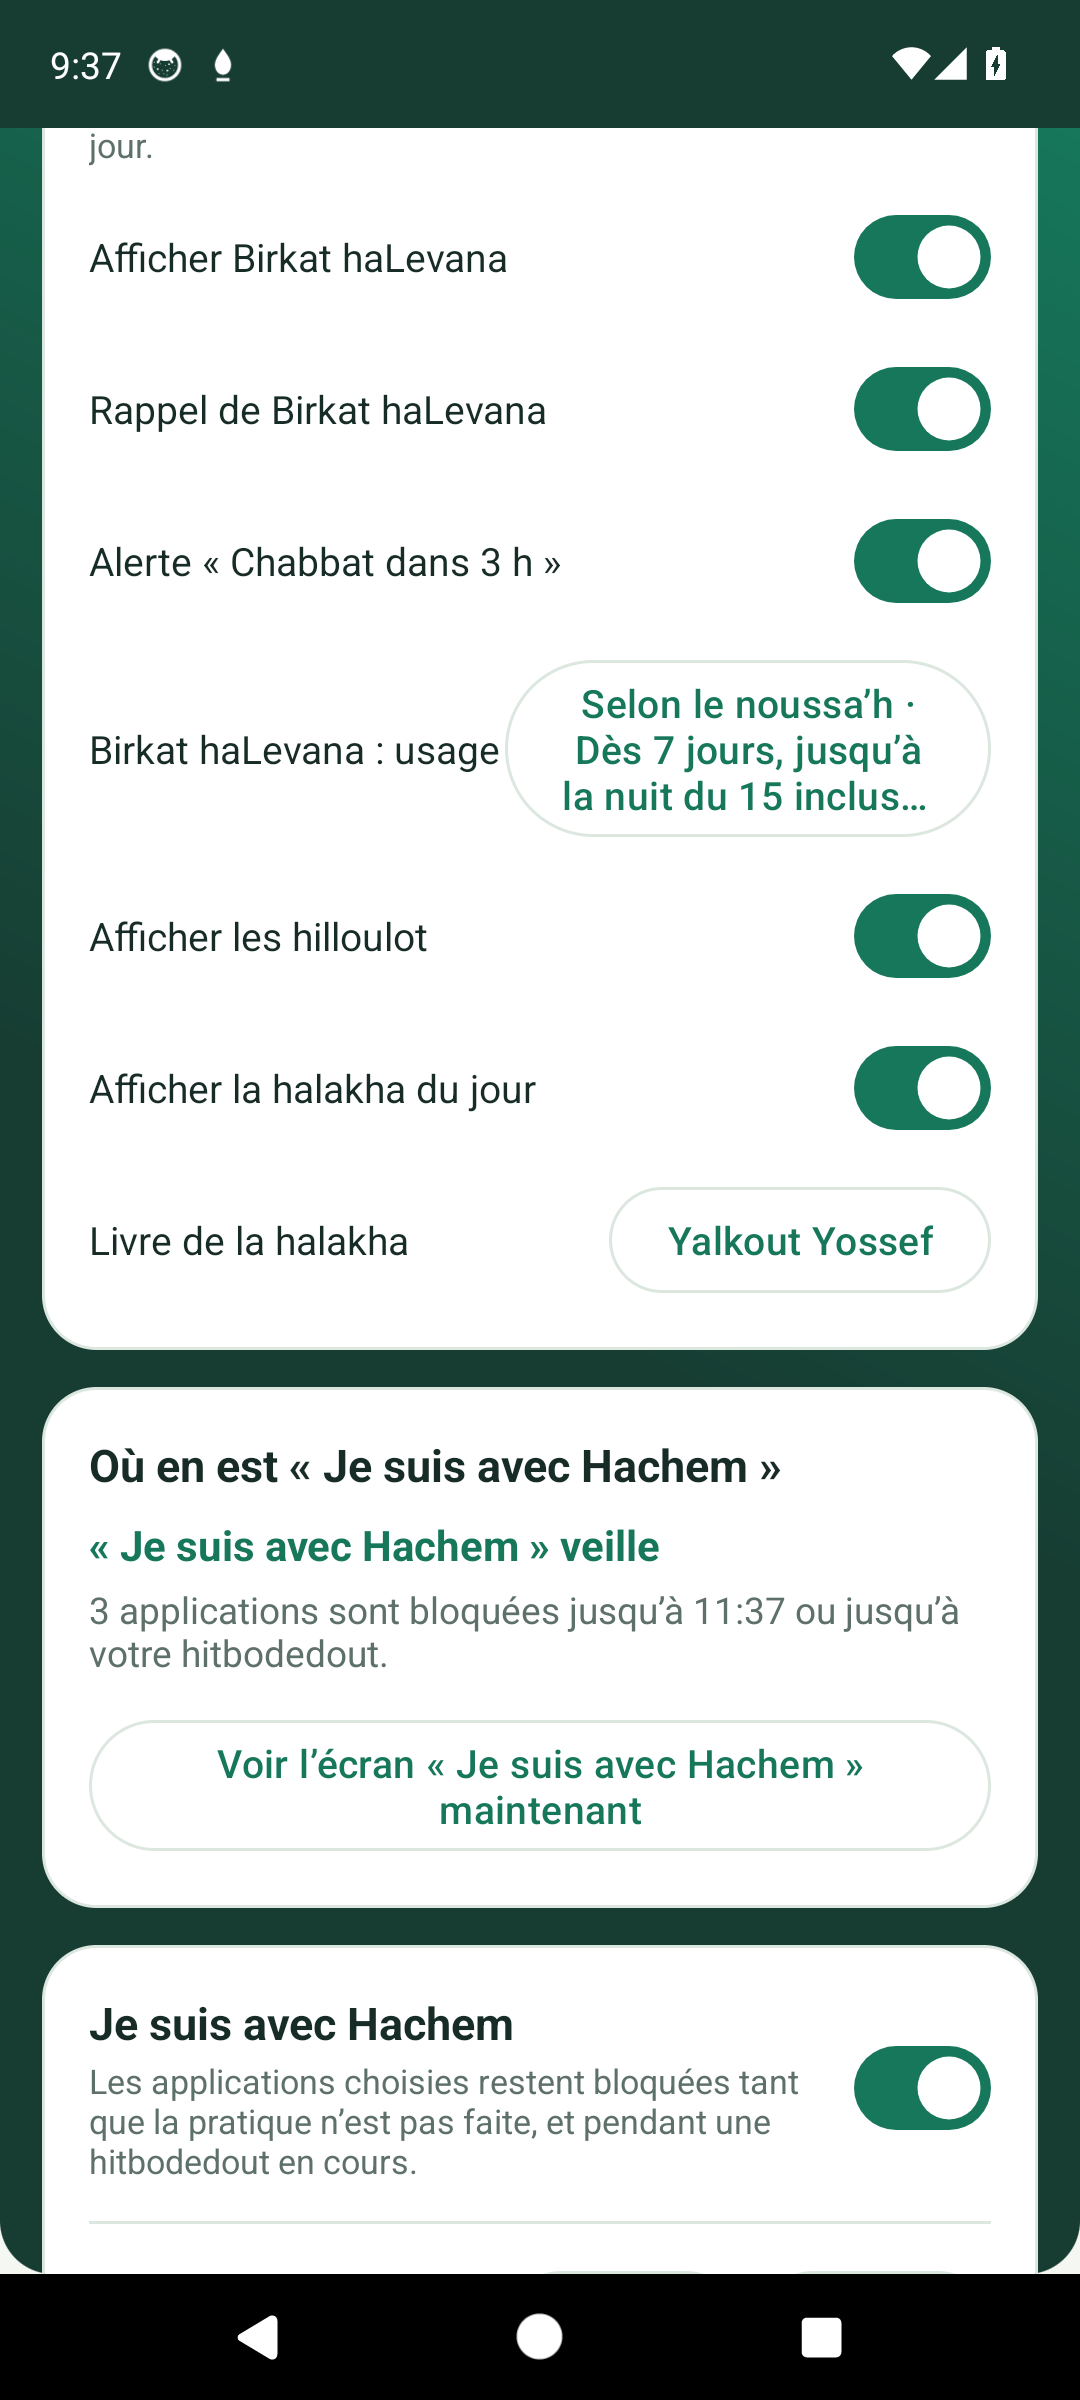 9:37
jour.
Afficher Birkat haLevana
Rappel de Birkat haLevana
Alerte « Chabbat dans 3 h »
Birkat haLevana : usage
Selon le noussa’h ·
Dès 7 jours, jusqu’à
la nuit du 15 inclus…
Afficher les hilloulot
Afficher la halakha du jour
Livre de la halakha
Yalkout Yossef
Où en est « Je suis avec Hachem »
« Je suis avec Hachem » veille
3 applications sont bloquées jusqu’à 11:37 ou jusqu’à
votre hitbodedout.
Voir l’écran « Je suis avec Hachem »
maintenant
Je suis avec Hachem
Les applications choisies restent bloquées tant
que la pratique n’est pas faite, et pendant une
hitbodedout en cours.